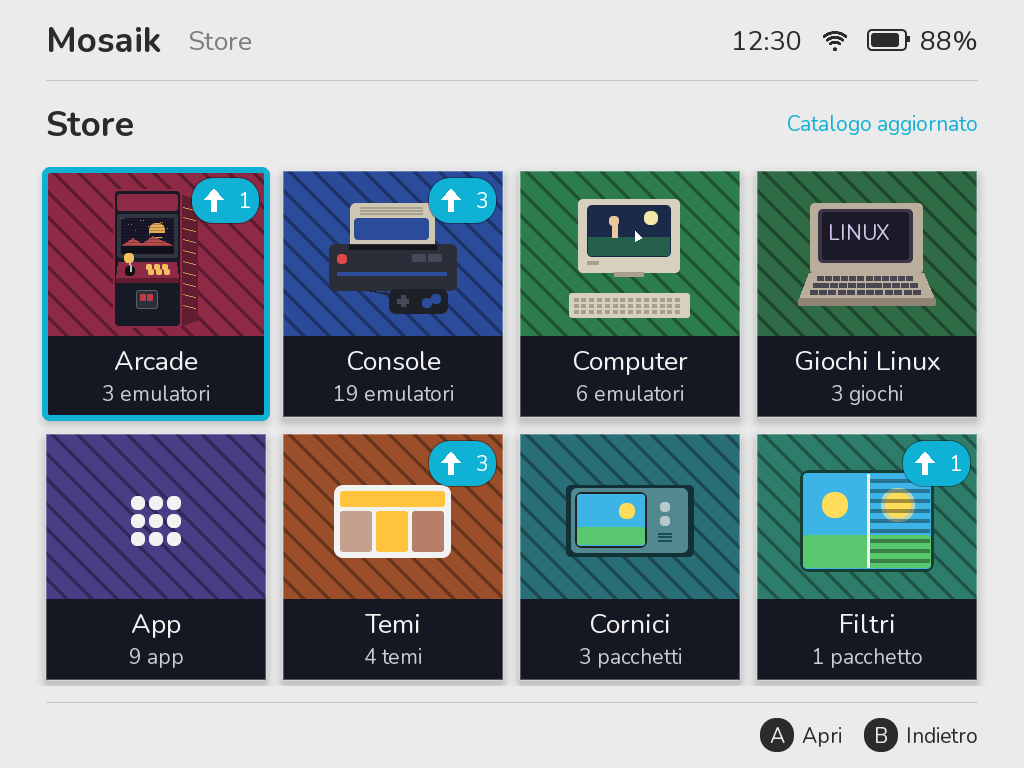 Mosaik Store 12:30 88%
Store Catalogo aggiornato
1 3
LINUX
Arcade Console Computer Giochi Linux
3 emulatori 19 emulatori 6 emulatori 3 giochi
3 1
App Temi Cornici Filtri
9 app 4 temi 3 pacchetti 1 pacchetto
A Apri B Indietro